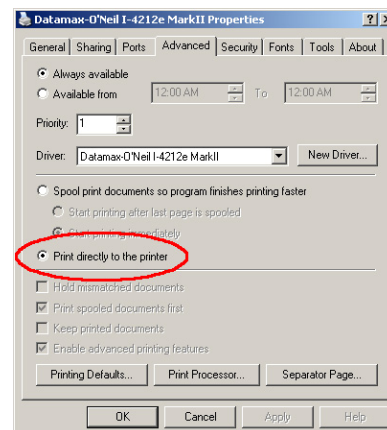 Datamax-O'Neil I-4212e MarkII Properties
General Sharing Ports Advanced Security Fonts Tools About
Always available
Available from 12:00 AM To 12:00 AM
Priority: 1
Driver: Datamax-O'Neil I-4212e MarkII New Driver...
Spool print documents so program finishes printing faster
Start printing after last page is spooled
Start printing immediately
Print directly to the printer
Hold mismatched documents
Print spooled documents first
Keep printed documents
Enable advanced printing features
Printing Defaults... Print Processor... Separator Page...
OK Cancel Apply Help